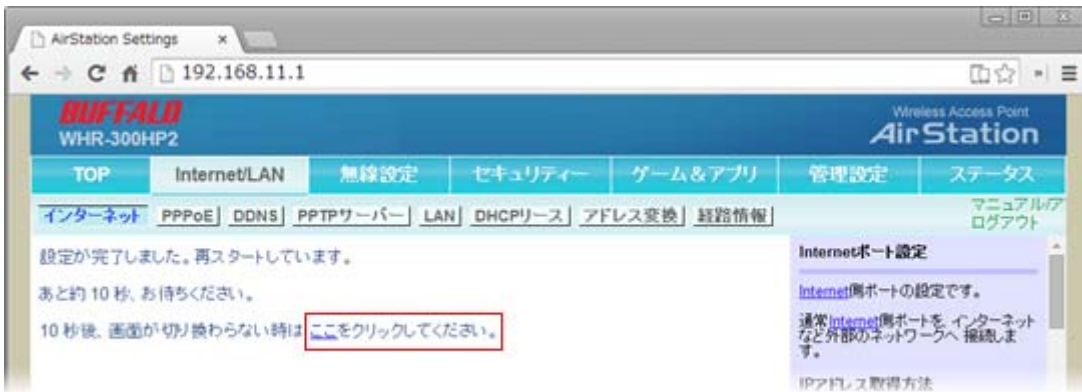 AirStation Settings
192.168.11.1
BUFFALO
WHR-300HP2
Wireless Access Point
AirStation
TOP Internet/LAN 無線設定 セキュリティー ゲーム&アプリ 管理設定 ステータス
インターネット PPPoE DDNS PPTPサーバー LAN DHCPリース アドレス変換 経路情報
マニュアル/ア
ログアウト
設定が完了しました。再スタートしています。
あと約 10 秒、お待ちください。
10 秒後、画面が切り換わらない時は ここをクリックしてください。
Internetポート設定
Internet側ポートの設定です。
通常Internet側ポートを、インターネット
など外部のネットワークへ 接続しま
す。
IPアドレス取得方法